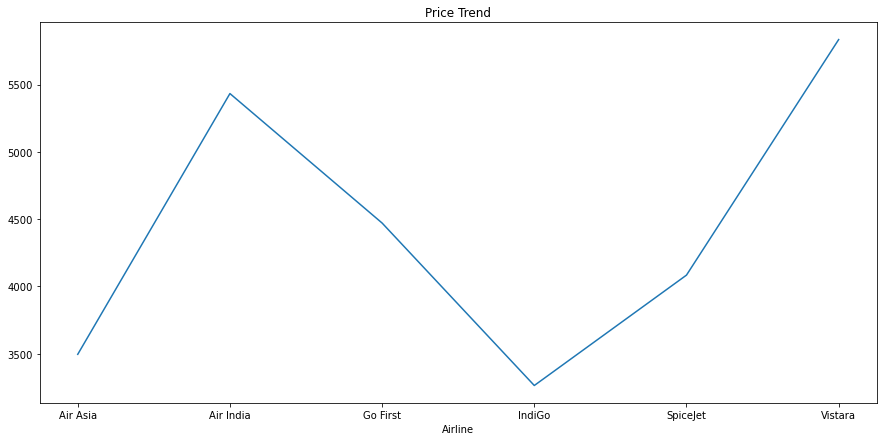 Price Trend
5500
5000
4500
4000
3500
Air Asia Air India Go First IndiGo SpiceJet Vistara
Airline